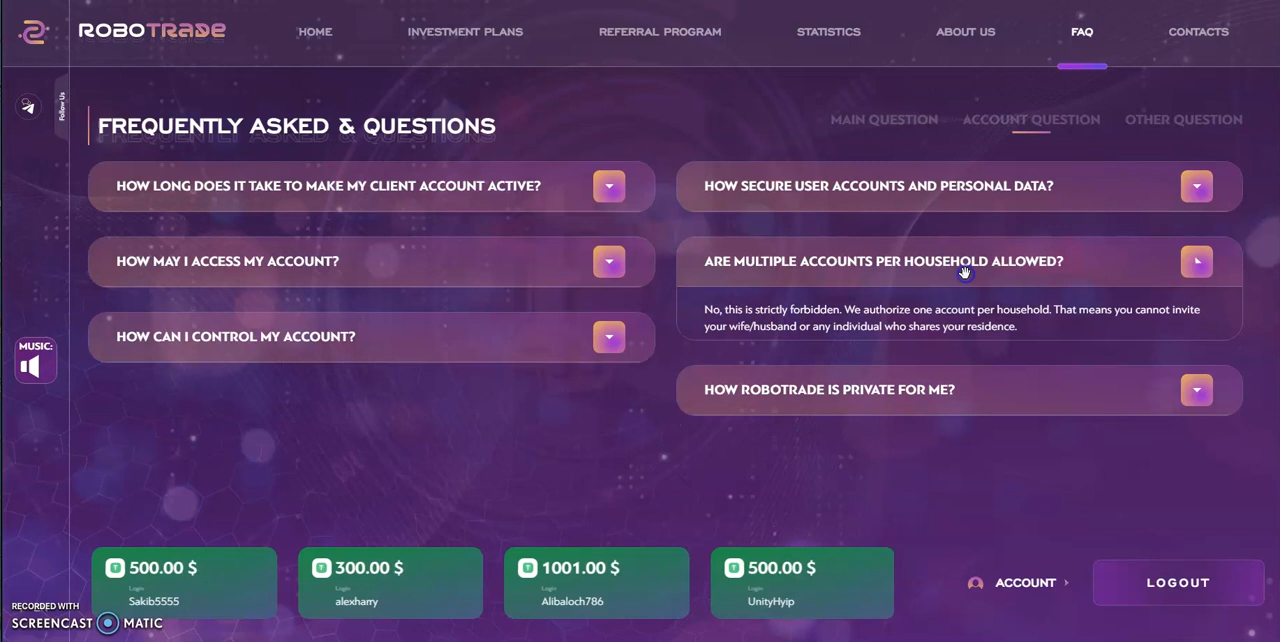 ROBOTRADE
HOME
INVESTMENT PLANS
REFERRAL PROGRAM
STATISTICS
ABOUT US
FAQ
CONTACTS
Follow Us
FREQUENTLY ASKED & QUESTIONS
MAIN QUESTION
ACCOUNT QUESTION
OTHER QUESTION
HOW LONG DOES IT TAKE TO MAKE MY CLIENT ACCOUNT ACTIVE?
HOW MAY I ACCESS MY ACCOUNT?
HOW CAN I CONTROL MY ACCOUNT?
HOW SECURE USER ACCOUNTS AND PERSONAL DATA?
ARE MULTIPLE ACCOUNTS PER HOUSEHOLD ALLOWED?
No, this is strictly forbidden. We authorize one account per household. That means you cannot invite
your wife/husband or any individual who shares your residence.
HOW ROBOTRADE IS PRIVATE FOR ME?
MUSIC:
500.00 $
Login
Sakib5555
300.00 $
Login
alexharry
1001.00 $
Login
Alibaloch786
500.00 $
Login
UnityHyip
ACCOUNT
LOGOUT
RECORDED WITH
SCREENCAST MATIC